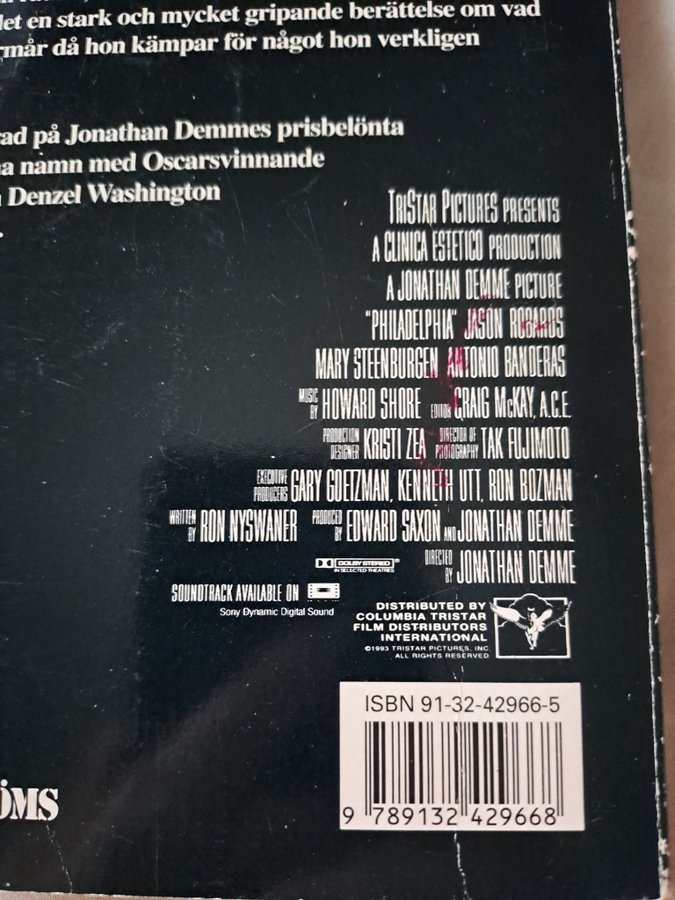 det en stark och mycket gripande berättelse om vad
då hon kämpar för något hon verkligen
på Jonathan Demmes prisbelönta
namn med Oscarsvinnande
Denzel Washington
TRISTAR PICTURES PRESENTS
A CLINICA ESTETICO PRODUCTION
A JONATHAN DEMME PICTURE
"PHILADELPHIA" JASON ROBARDS
MARY STEENBURGEN ANTONIO BANDERAS
MUSIC BY HOWARD SHORE EDITOR CRAIG McKAY, A.C.E.
PRODUCTION DESIGNER KRISTI ZEA DIRECTOR OF PHOTOGRAPHY TAK FUJIMOTO
EXECUTIVE PRODUCERS GARY GOETZMAN, KENNETH UTT, RON BOZMAN
WRITTEN BY RON NYSWANER PRODUCED BY EDWARD SAXON AND JONATHAN DEMME
DOLBY STEREO IN SELECTED THEATRES
DIRECTED BY JONATHAN DEMME
SOUNDTRACK AVAILABLE ON
Sony Dynamic Digital Sound
DISTRIBUTED BY
COLUMBIA TRISTAR
FILM DISTRIBUTORS
INTERNATIONAL
©1993 TRISTAR PICTURES, INC.
ALL RIGHTS RESERVED
ISBN 91-32-42966-5
9 789132 429668
ÖMS